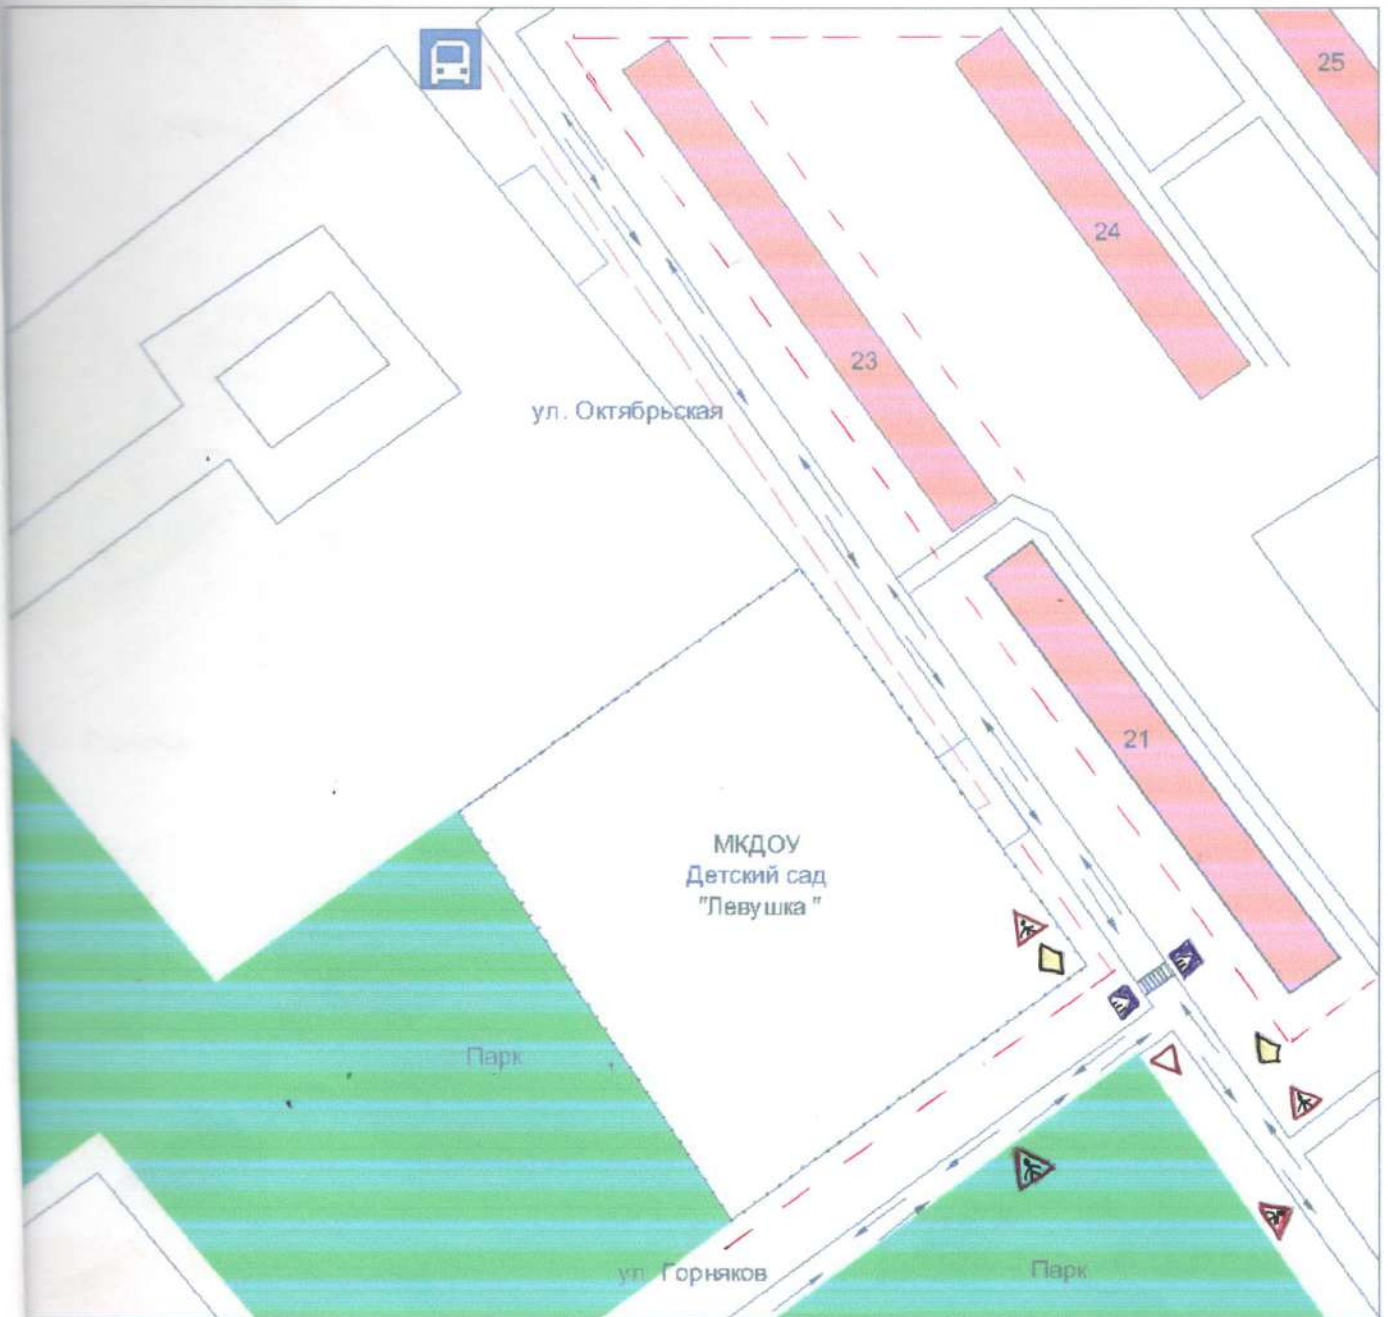 25
24
23
ул. Октябрьская
21
МКДОУ
Детский сад
"Левушка "
Парк
ул. Горняков
Парк